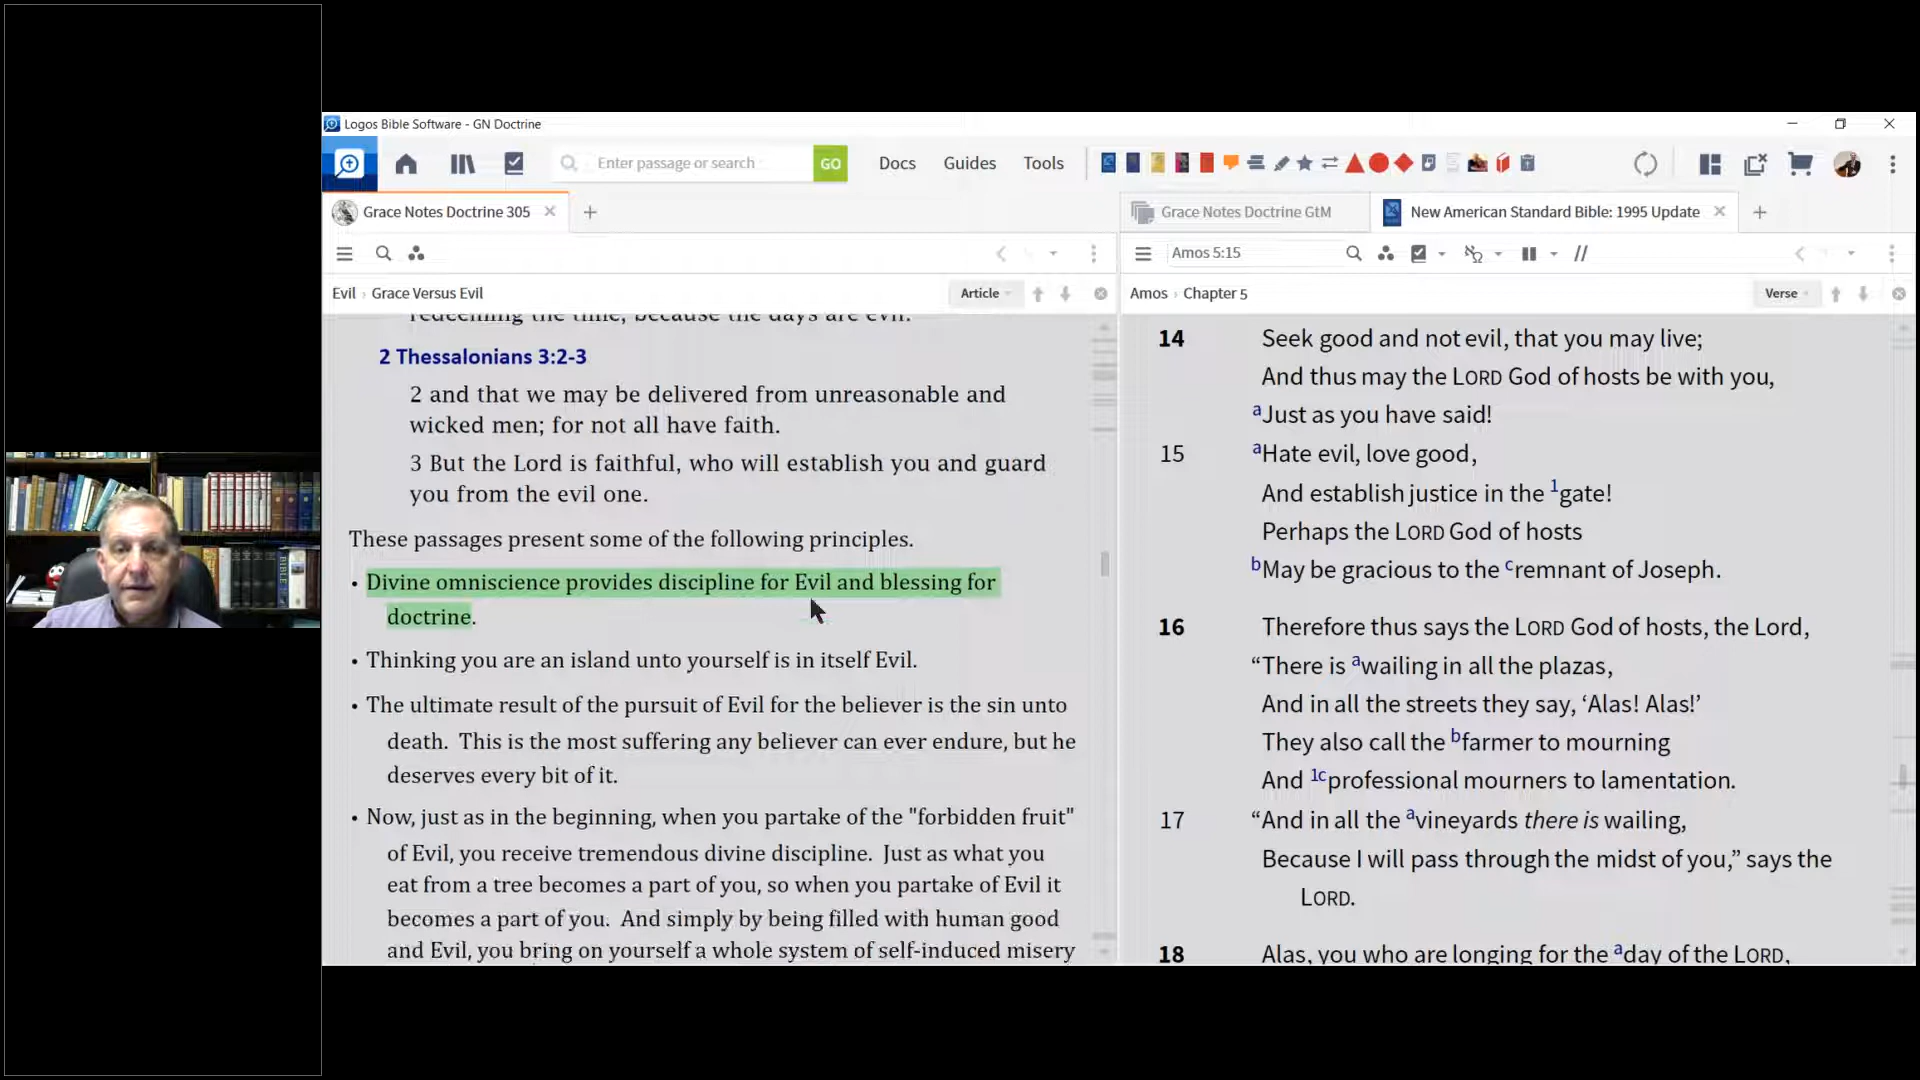 Logos Bible Software - GN Doctrine
Enter passage or search
GO
Docs
Guides
Tools
Grace Notes Doctrine 305
Grace Notes Doctrine GtM
New American Standard Bible: 1995 Update
Amos 5:15
Evil › Grace Versus Evil
Article
Amos › Chapter 5
Verse
redeeming the time, because the days are evil.
2 Thessalonians 3:2-3
2 and that we may be delivered from unreasonable and
wicked men; for not all have faith.
3 But the Lord is faithful, who will establish you and guard
you from the evil one.
These passages present some of the following principles.
• Divine omniscience provides discipline for Evil and blessing for
doctrine.
• Thinking you are an island unto yourself is in itself Evil.
• The ultimate result of the pursuit of Evil for the believer is the sin unto
death.  This is the most suffering any believer can ever endure, but he
deserves every bit of it.
• Now, just as in the beginning, when you partake of the "forbidden fruit"
of Evil, you receive tremendous divine discipline.  Just as what you
eat from a tree becomes a part of you, so when you partake of Evil it
becomes a part of you.  And simply by being filled with human good
and Evil, you bring on yourself a whole system of self-induced misery
14 Seek good and not evil, that you may live;
And thus may the LORD God of hosts be with you,
aJust as you have said!
15 aHate evil, love good,
And establish justice in the 1gate!
Perhaps the LORD God of hosts
bMay be gracious to the cremnant of Joseph.
16 Therefore thus says the LORD God of hosts, the Lord,
“There is awailing in all the plazas,
And in all the streets they say, ‘Alas! Alas!’
They also call the bfarmer to mourning
And 1cprofessional mourners to lamentation.
17 “And in all the avineyards there is wailing,
Because I will pass through the midst of you,” says the
LORD.
18 Alas, you who are longing for the aday of the LORD,
BIBLE